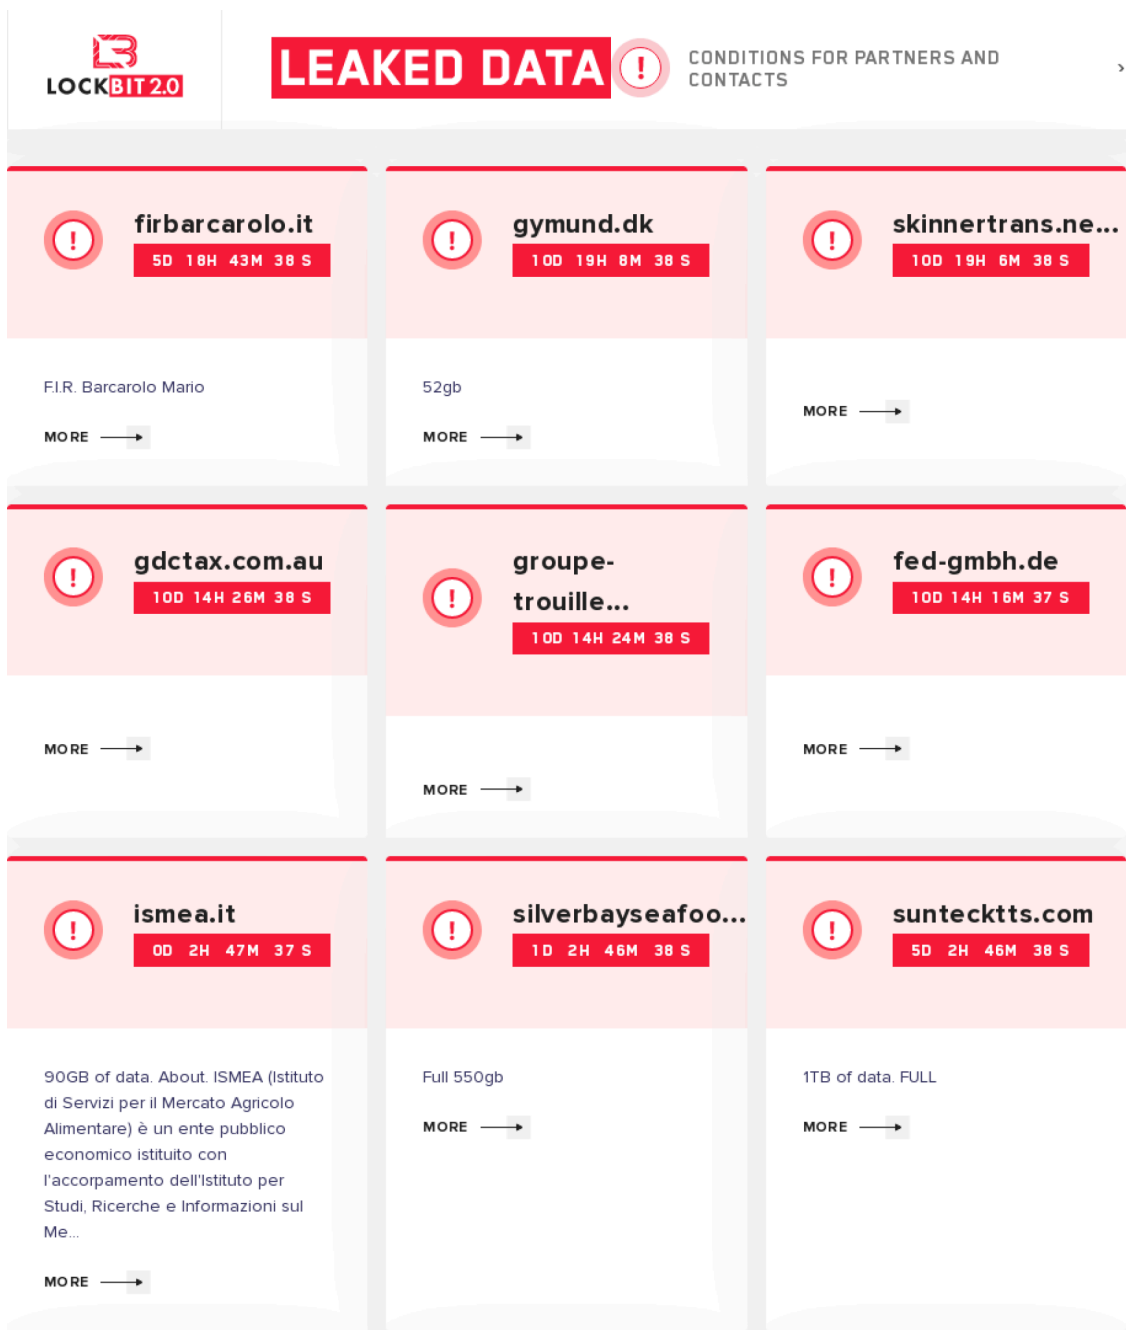 LOCKBIT 2.0
LEAKED DATA
CONDITIONS FOR PARTNERS AND
CONTACTS
firbarcarolo.it
5D 18H 43M 38 S
F.I.R. Barcarolo Mario
MORE
gymund.dk
10D 19H 8M 38 S
52gb
MORE
skinnertrans.ne...
10D 19H 6M 38 S
MORE
gdctax.com.au
10D 14H 26M 38 S
MORE
groupe-
trouille...
10D 14H 24M 38 S
MORE
fed-gmbh.de
10D 14H 16M 37 S
MORE
ismea.it
0D 2H 47M 37 S
90GB of data. About. ISMEA (Istituto
di Servizi per il Mercato Agricolo
Alimentare) è un ente pubblico
economico istituito con
l'accorpamento dell'Istituto per
Studi, Ricerche e Informazioni sul
Me...
MORE
silverbayseafoo...
1D 2H 46M 38 S
Full 550gb
MORE
suntecktts.com
5D 2H 46M 38 S
1TB of data. FULL
MORE